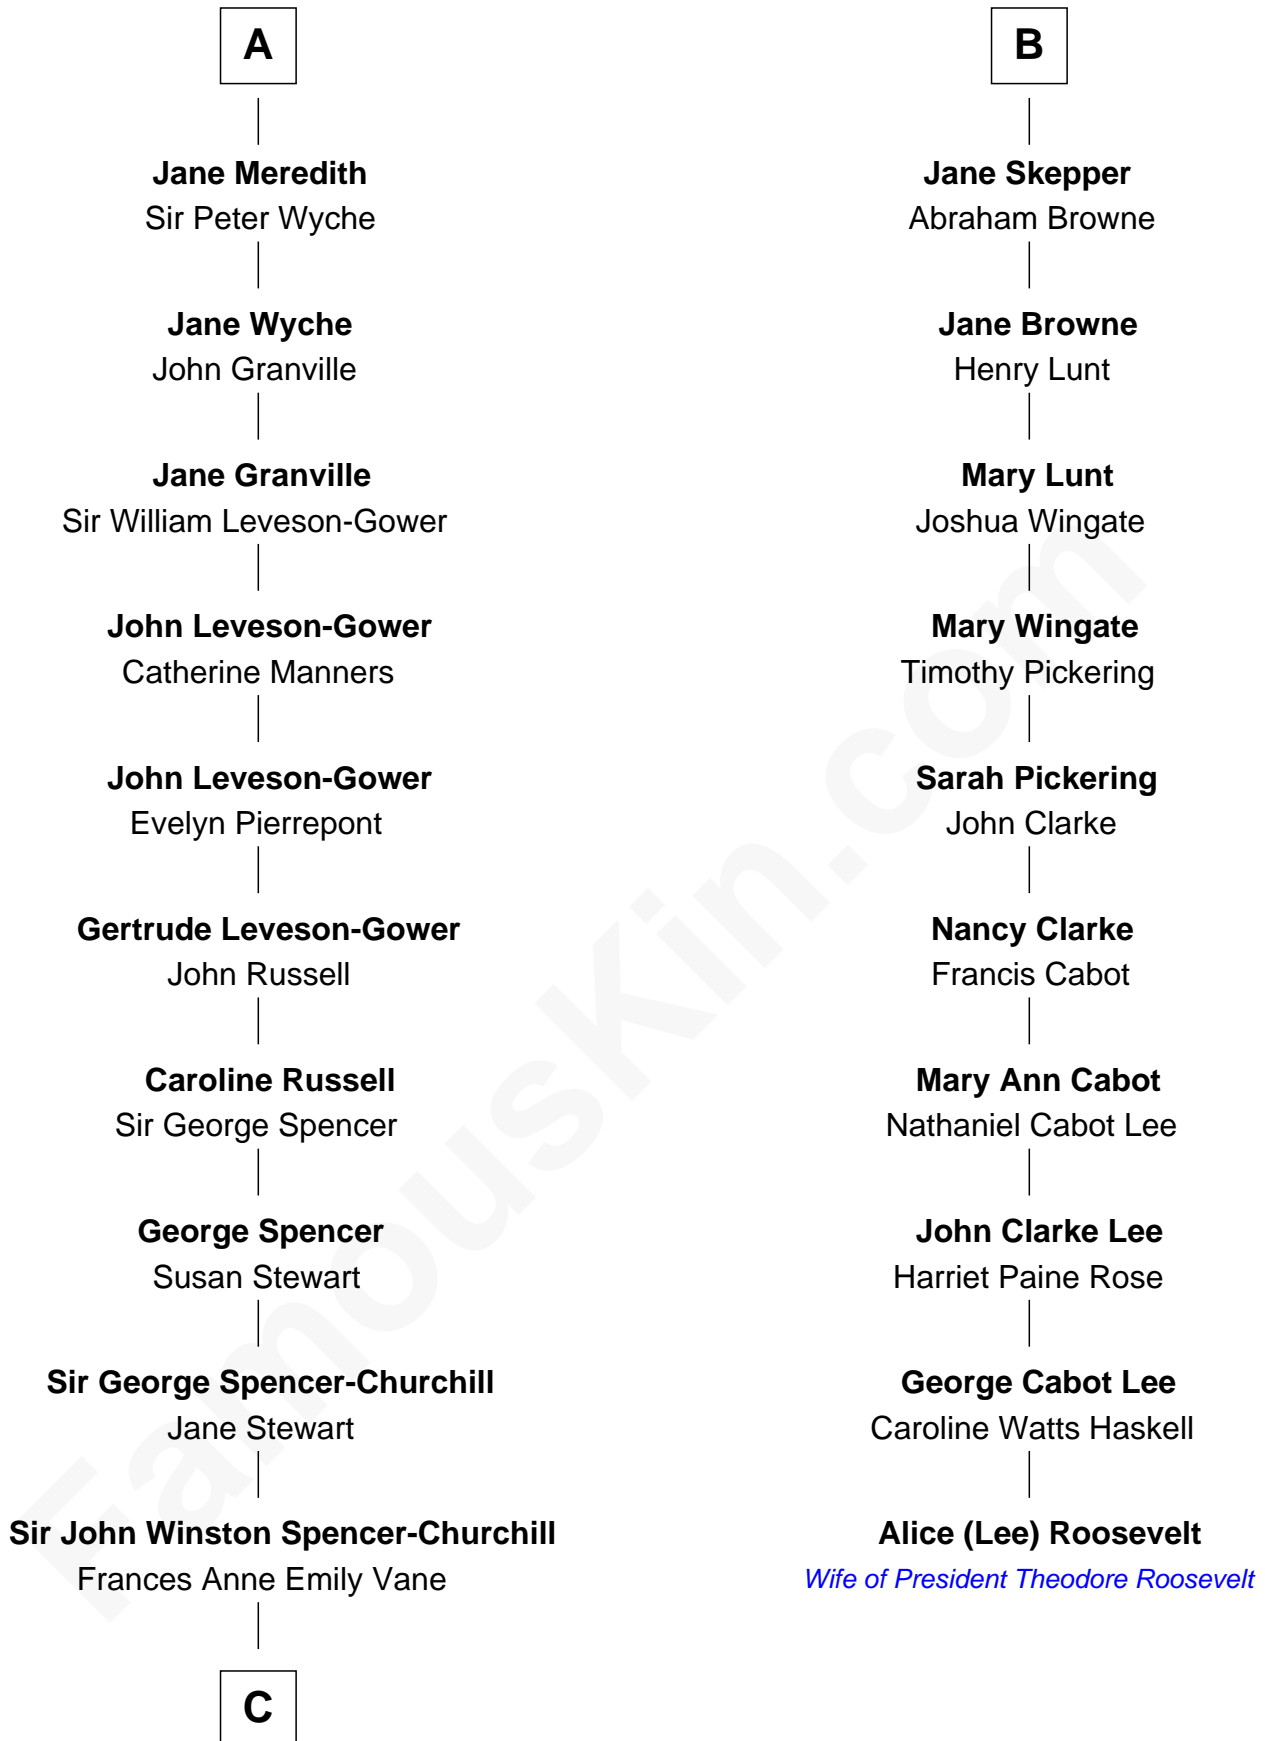 A
Jane Meredith
Sir Peter Wyche
Jane Wyche
John Granville
Jane Granville
Sir William Leveson-Gower
John Leveson-Gower
Catherine Manners
John Leveson-Gower
Evelyn Pierrepont
Gertrude Leveson-Gower
John Russell
Caroline Russell
Sir George Spencer
George Spencer
Susan Stewart
Sir George Spencer-Churchill
Jane Stewart
Sir John Winston Spencer-Churchill
Frances Anne Emily Vane
C
B
Jane Skepper
Abraham Browne
Jane Browne
Henry Lunt
Mary Lunt
Joshua Wingate
Mary Wingate
Timothy Pickering
Sarah Pickering
John Clarke
Nancy Clarke
Francis Cabot
Mary Ann Cabot
Nathaniel Cabot Lee
John Clarke Lee
Harriet Paine Rose
George Cabot Lee
Caroline Watts Haskell
Alice (Lee) Roosevelt
Wife of President Theodore Roosevelt
FamousKin.com